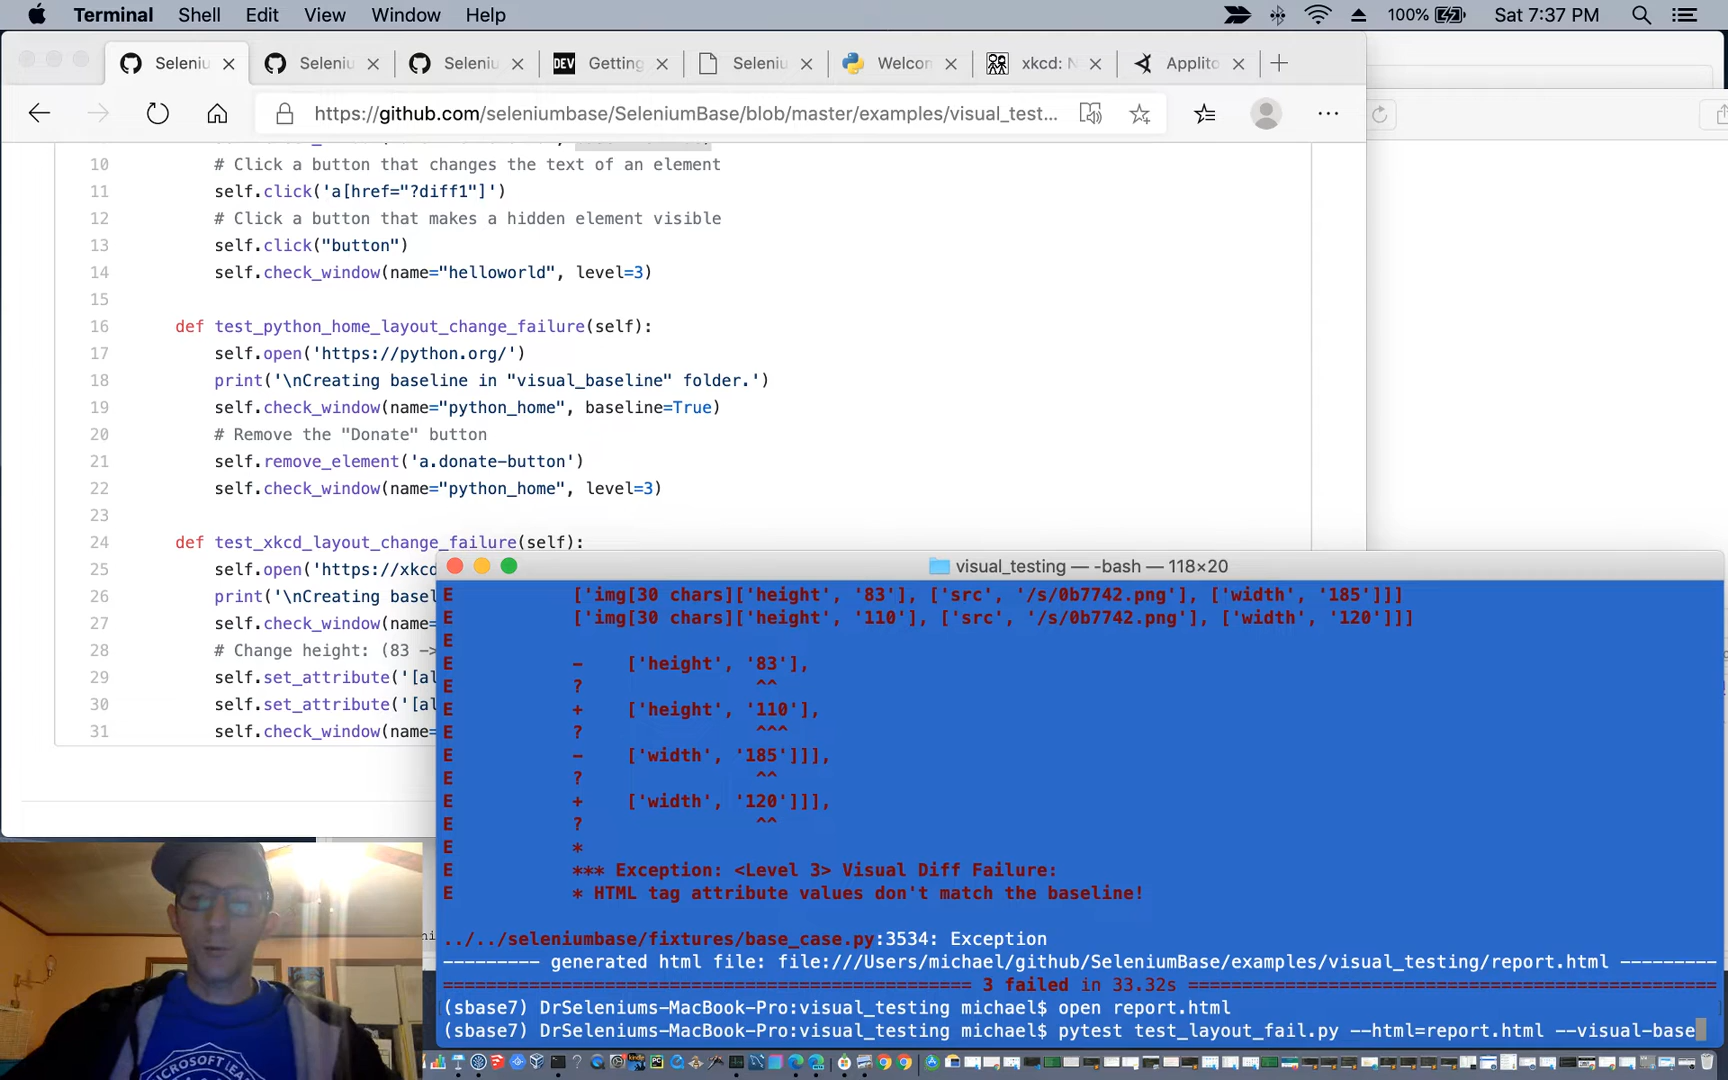 Terminal Shell Edit View Window Help 100% Sat 7:37 PM
Seleniu Seleniu Seleniu DEV Getting Seleniu Welcon xkcd: N Applito
https://github.com/seleniumbase/SeleniumBase/blob/master/examples/visual_test...
10 # Click a button that changes the text of an element
11 self.click('a[href="?diff1"]')
12 # Click a button that makes a hidden element visible
13 self.click("button")
14 self.check_window(name="helloworld", level=3)
15
16 def test_python_home_layout_change_failure(self):
17 self.open('https://python.org/')
18 print('\nCreating baseline in "visual_baseline" folder.')
19 self.check_window(name="python_home", baseline=True)
20 # Remove the "Donate" button
21 self.remove_element('a.donate-button')
22 self.check_window(name="python_home", level=3)
23
24 def test_xkcd_layout_change_failure(self):
25 self.open('https://xkcd
26 print('\nCreating basel
27 self.check_window(name=
28 # Change height: (83 ->
29 self.set_attribute('[al
30 self.set_attribute('[al
31 self.check_window(name=
visual_testing — -bash — 118×20
E ['img[30 chars]['height', '83'], ['src', '/s/0b7742.png'], ['width', '185']]]
E ['img[30 chars]['height', '110'], ['src', '/s/0b7742.png'], ['width', '120']]]
E
E - ['height', '83'],
E ? ^^
E + ['height', '110'],
E ? ^^^
E - ['width', '185']]],
E ? ^^
E + ['width', '120']]],
E ? ^^
E *
E *** Exception: <Level 3> Visual Diff Failure:
E * HTML tag attribute values don't match the baseline!
../../seleniumbase/fixtures/base_case.py:3534: Exception
--------- generated html file: file:///Users/michael/github/SeleniumBase/examples/visual_testing/report.html ---------
================================================== 3 failed in 33.32s ==================================================
(sbase7) DrSeleniums-MacBook-Pro:visual_testing michael$ open report.html
(sbase7) DrSeleniums-MacBook-Pro:visual_testing michael$ pytest test_layout_fail.py --html=report.html --visual-base
MICROSOFT LEA